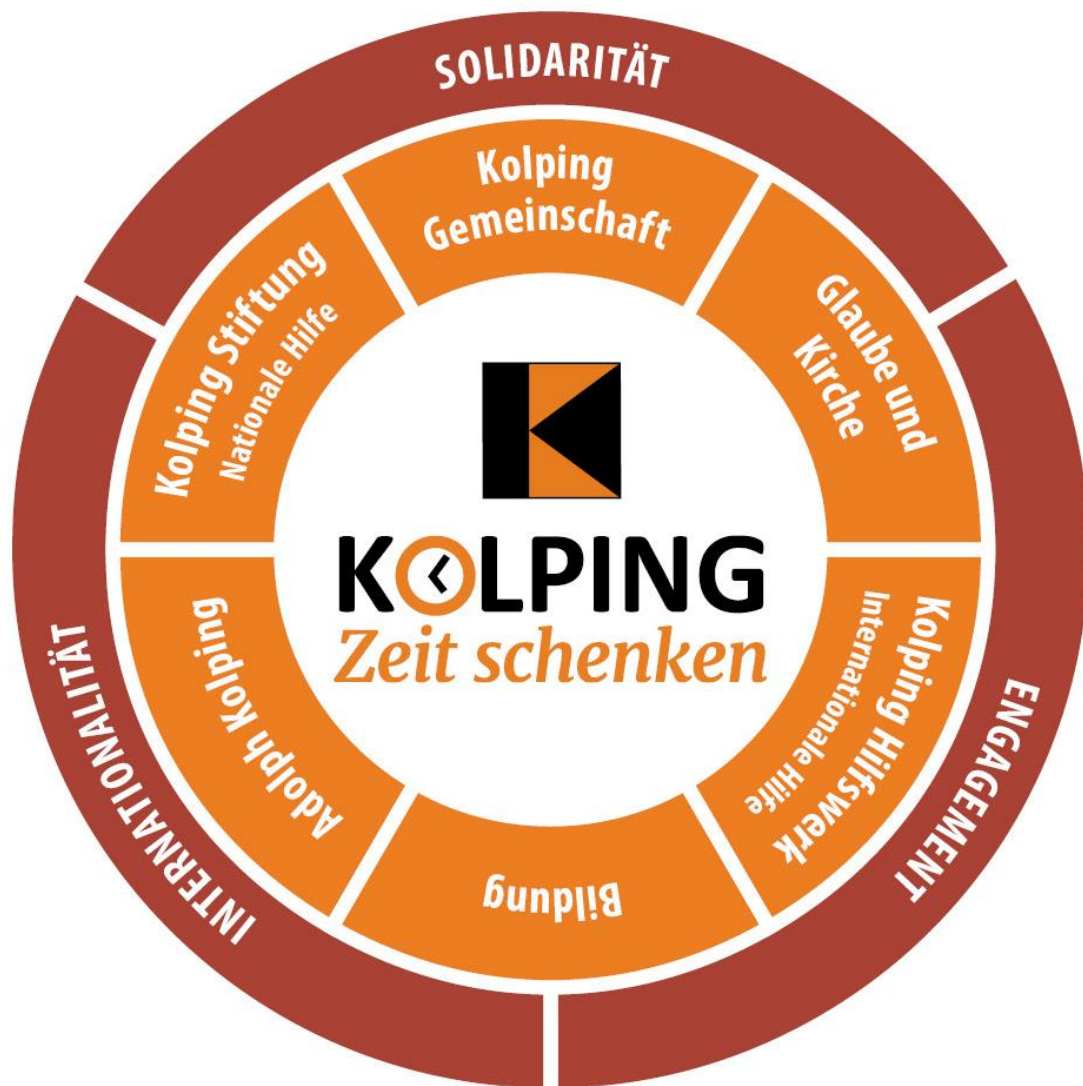 SOLIDARITÄT
Kolping
Gemeinschaft
Glaube und
Kirche
Kolping Hilfswerk
Internationale Hilfe
Bildung
Adolph Kolping
Kolping Stiftung
Nationale Hilfe
ENGAGEMENT
INTERNATIONALITÄT
KOLPING
Zeit schenken